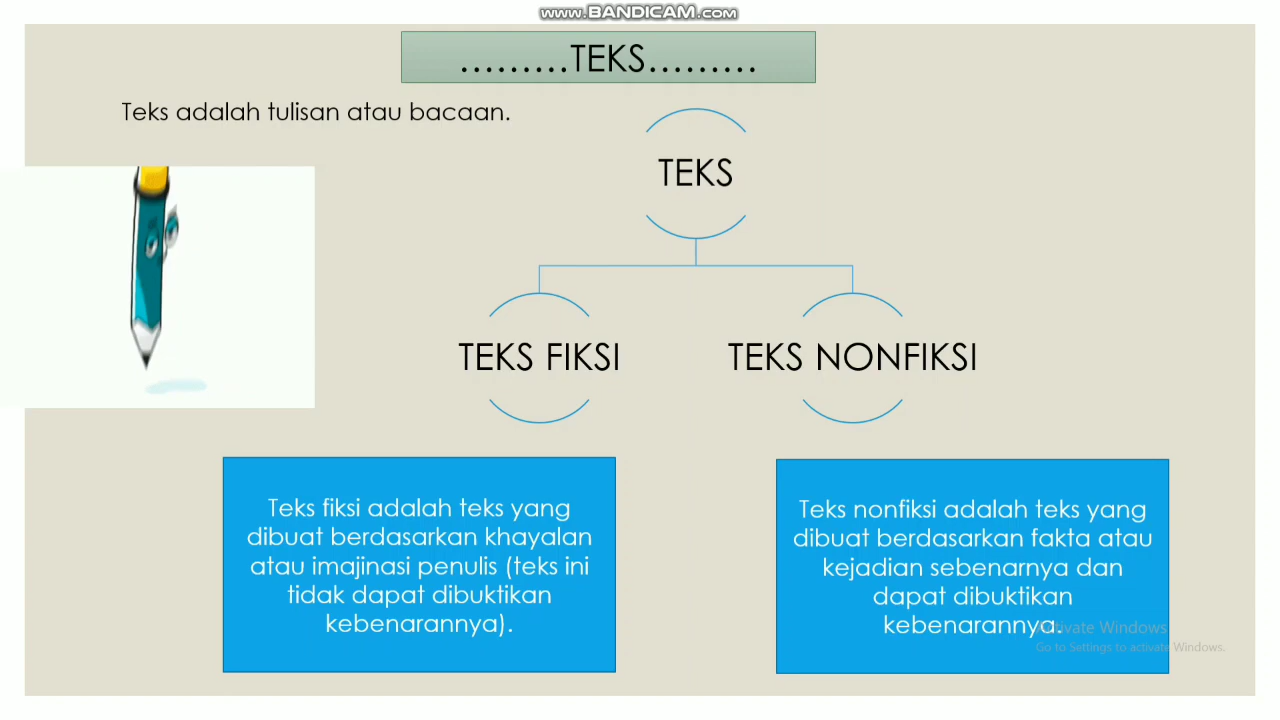 WWW.BANDICAM.COM
.........TEKS.........
Teks adalah tulisan atau bacaan.
TEKS
TEKS FIKSI
TEKS NONFIKSI
Teks fiksi adalah teks yang
dibuat berdasarkan khayalan
atau imajinasi penulis (teks ini
tidak dapat dibuktikan
kebenarannya).
Teks nonfiksi adalah teks yang
dibuat berdasarkan fakta atau
kejadian sebenarnya dan
dapat dibuktikan
kebenarannya.
Activate Windows
Go to Settings to activate Windows.